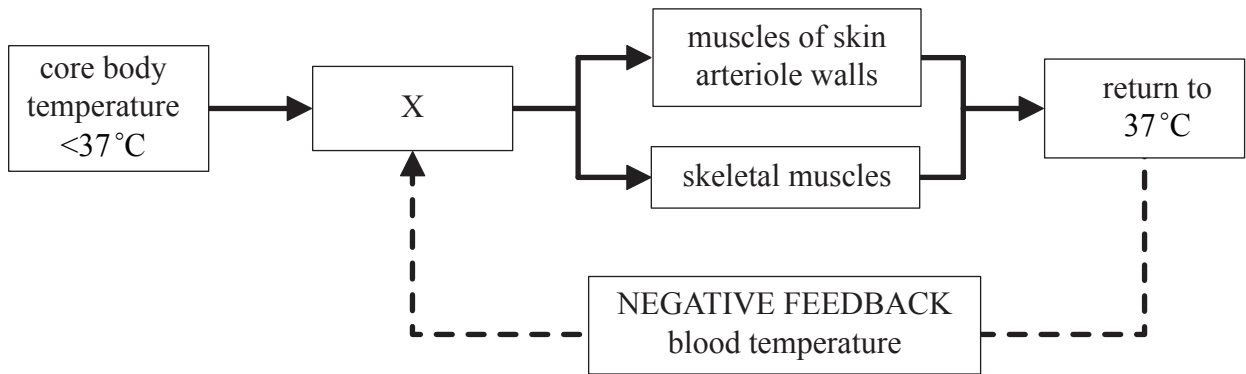 core body
temperature
<37 °C
X
muscles of skin
arteriole walls
skeletal muscles
return to
37 °C
NEGATIVE FEEDBACK
blood temperature